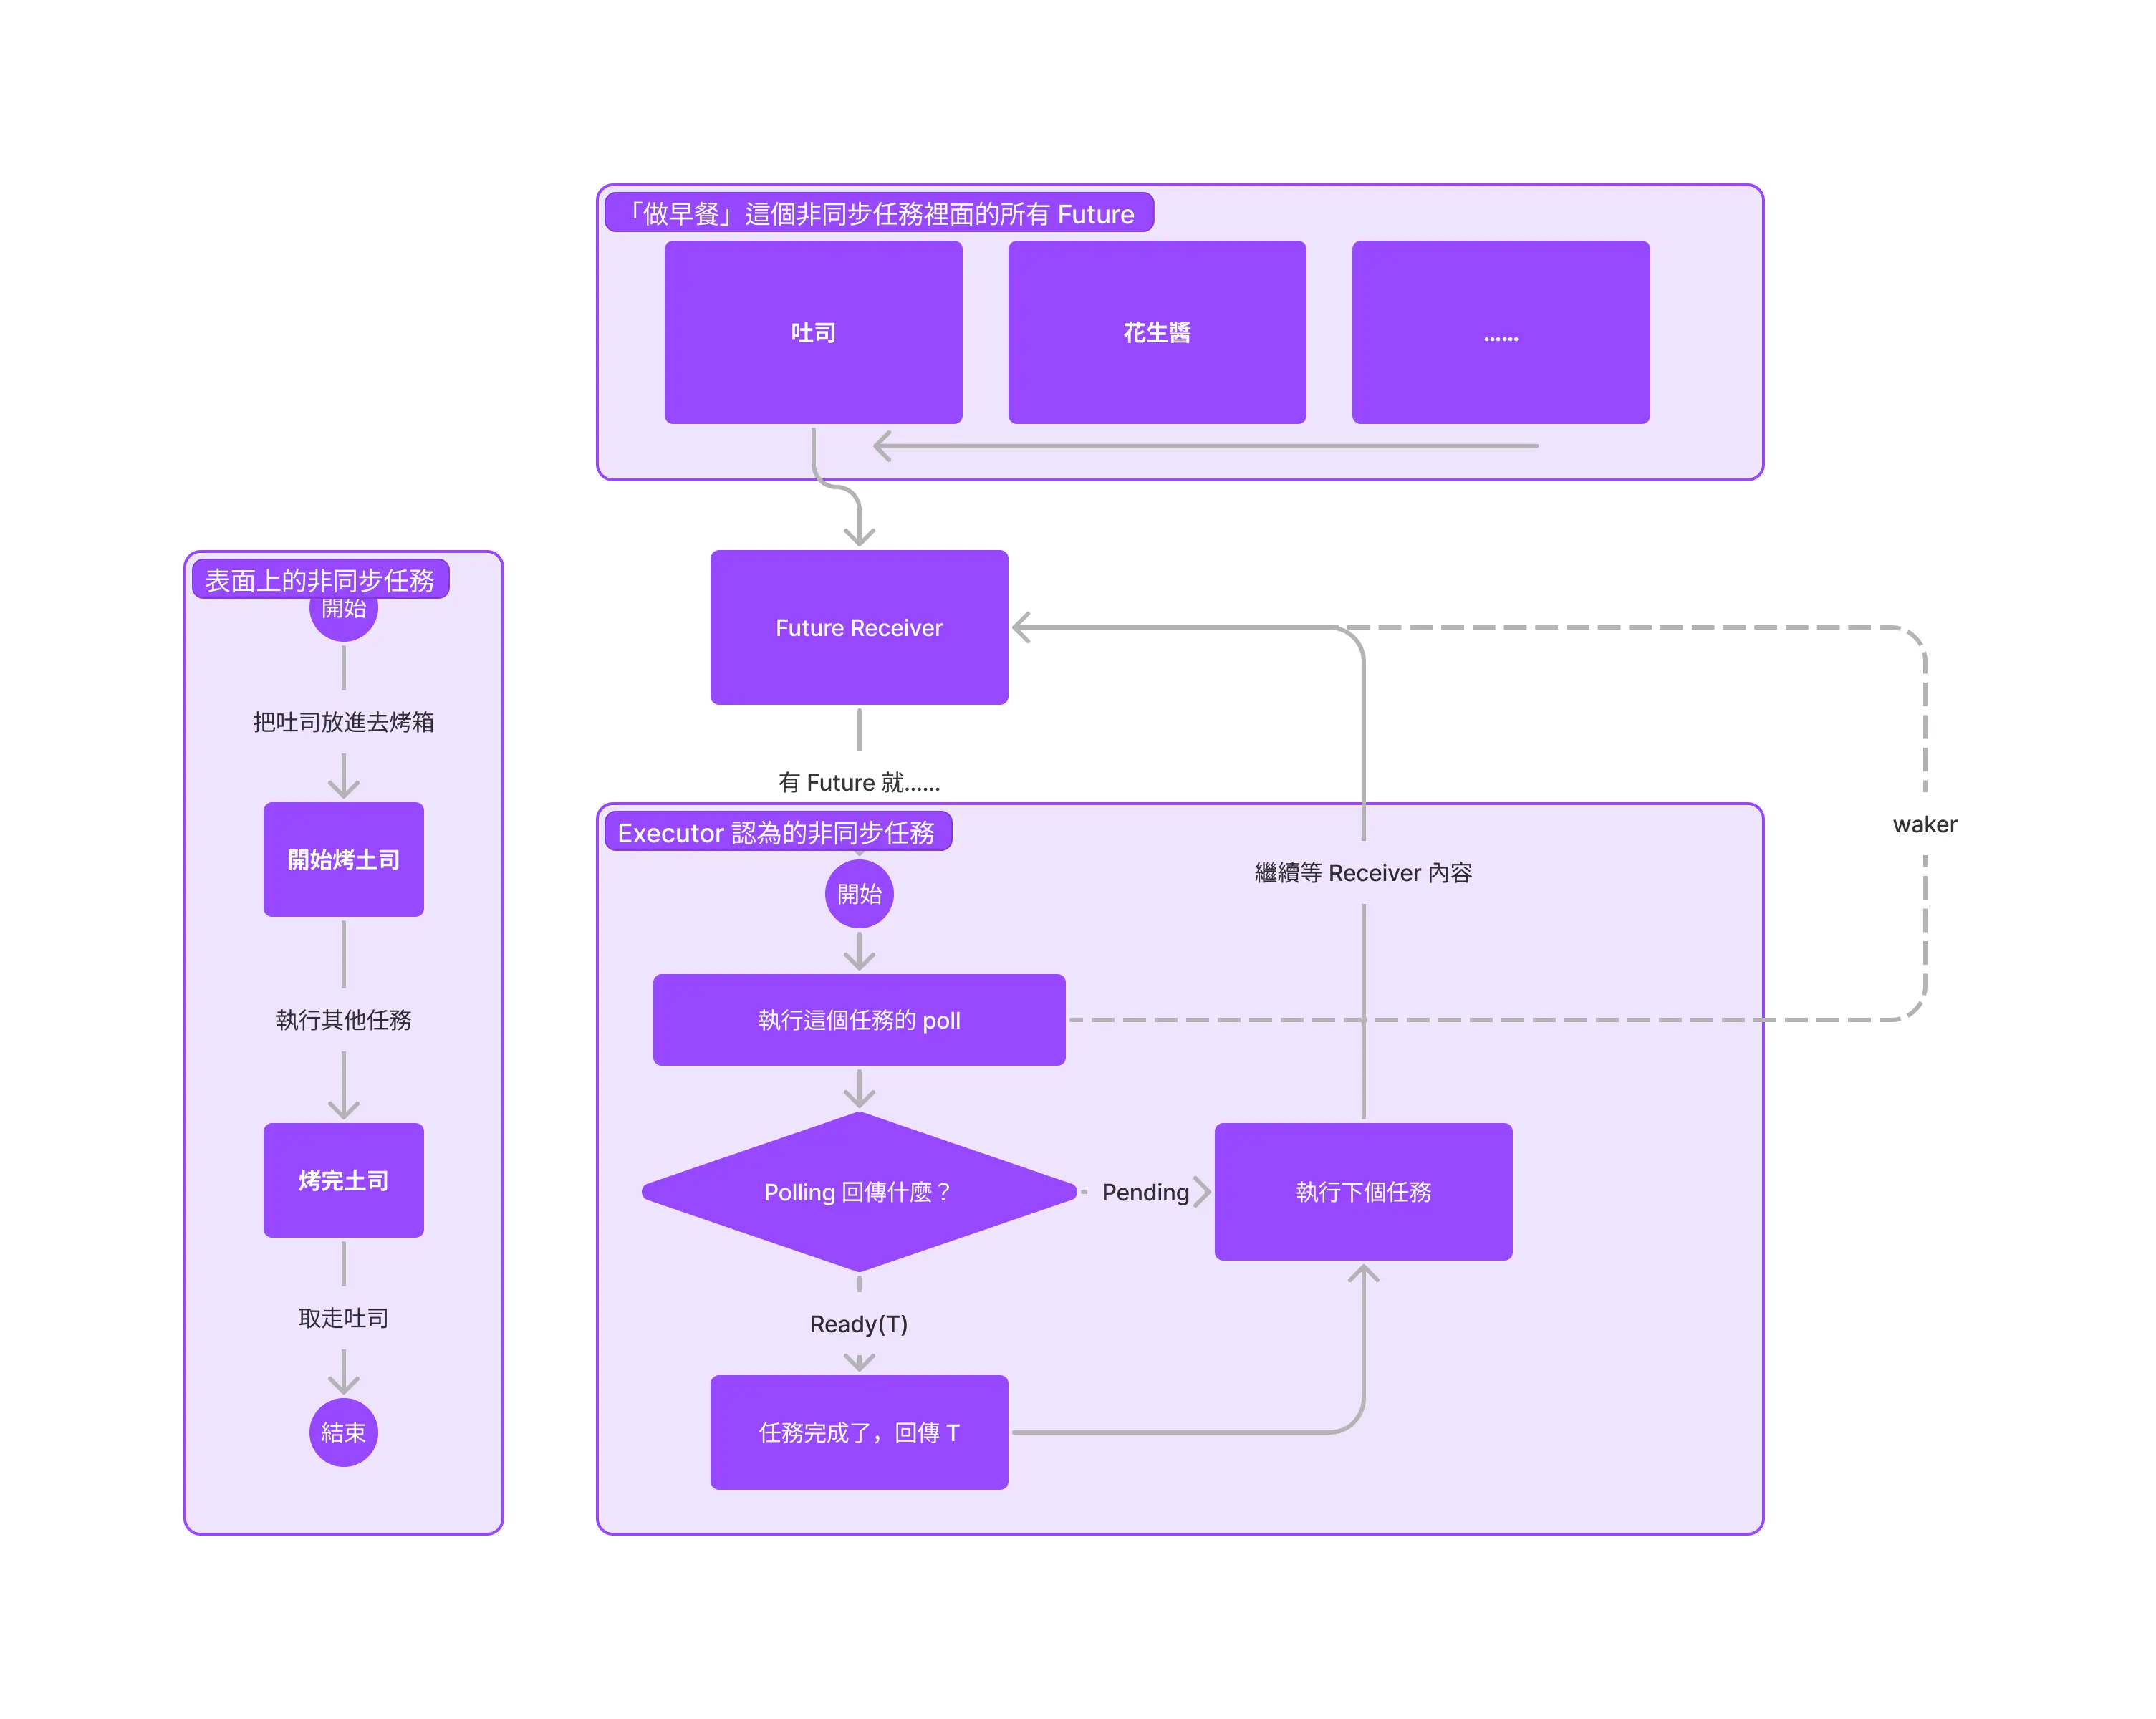 「做早餐」這個非同步任務裡面的所有 Future
吐司
花生醬
......
Future Receiver
有 Future 就......
表面上的非同步任務
開始
把吐司放進去烤箱
開始烤土司
執行其他任務
烤完土司
取走吐司
結束
Executor 認為的非同步任務
開始
執行這個任務的 poll
Polling 回傳什麼？
Pending
執行下個任務
繼續等 Receiver 內容
waker
Ready(T)
任務完成了，回傳 T